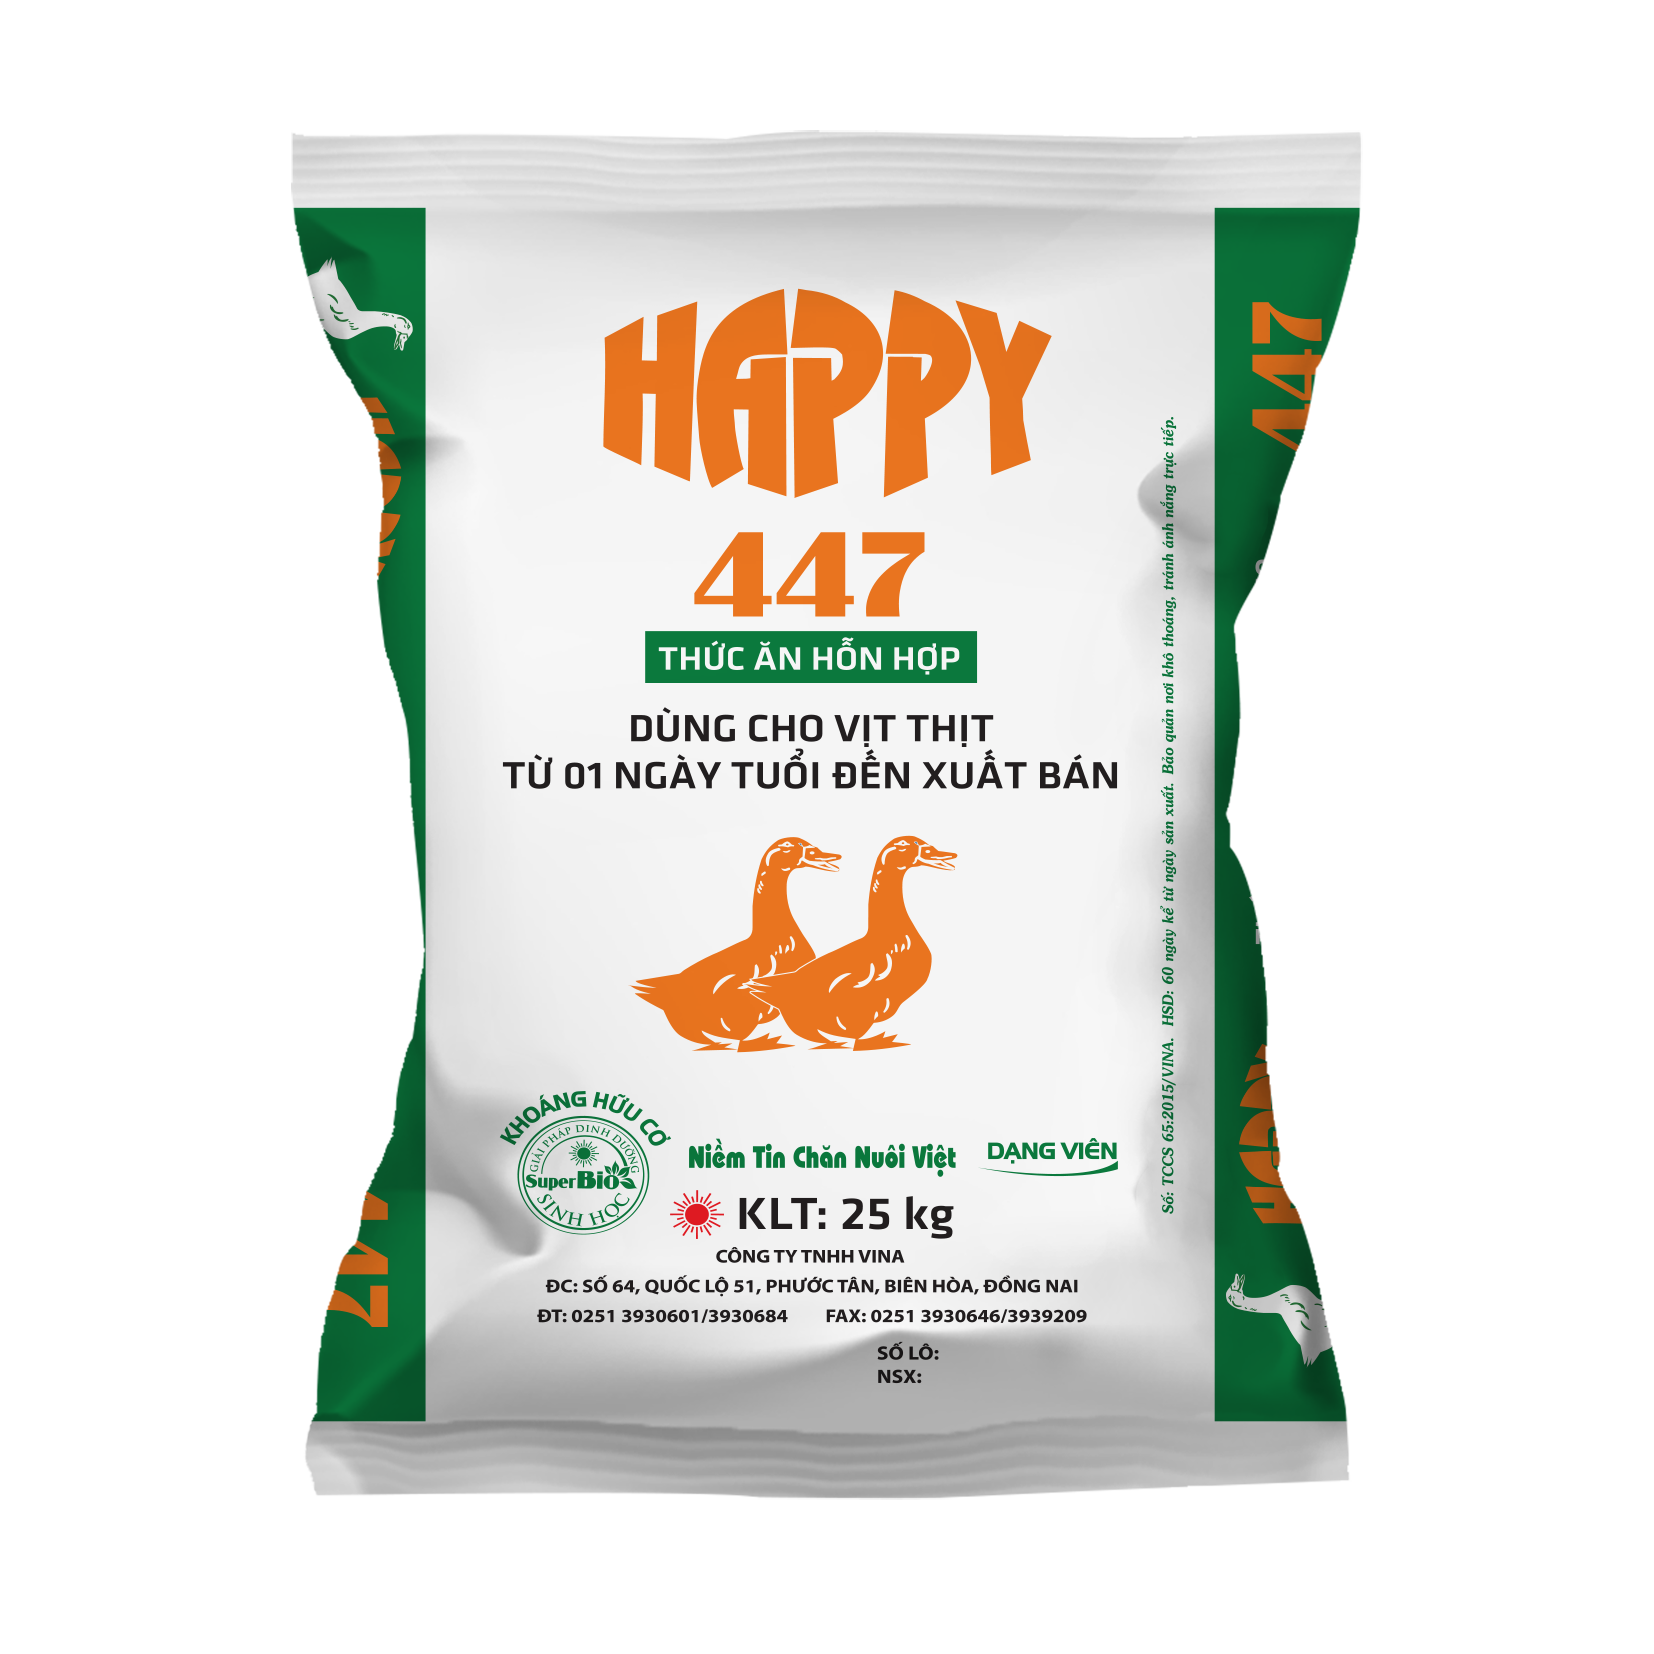 HAPPY
447
THỨC ĂN HỖN HỢP
DÙNG CHO VỊT THỊT
TỪ 01 NGÀY TUỔI ĐẾN XUẤT BÁN
KHOÁNG HỮU CƠ
GIẢI PHÁP DINH DƯỠNG
SuperBio
SINH HỌC
Niềm Tin Chăn Nuôi Việt
DẠNG VIÊN
KLT: 25 kg
CÔNG TY TNHH VINA
ĐC: SỐ 64, QUỐC LỘ 51, PHƯỚC TÂN, BIÊN HÒA, ĐỒNG NAI
ĐT: 0251 3930601/3930684 FAX: 0251 3930646/3939209
SỐ LÔ:
NSX:
Số: TCCS 65:2015/VINA. HSD: 60 ngày kể từ ngày sản xuất. Bảo quản nơi khô thoáng, tránh ánh nắng trực tiếp.
447
HAPPY
447